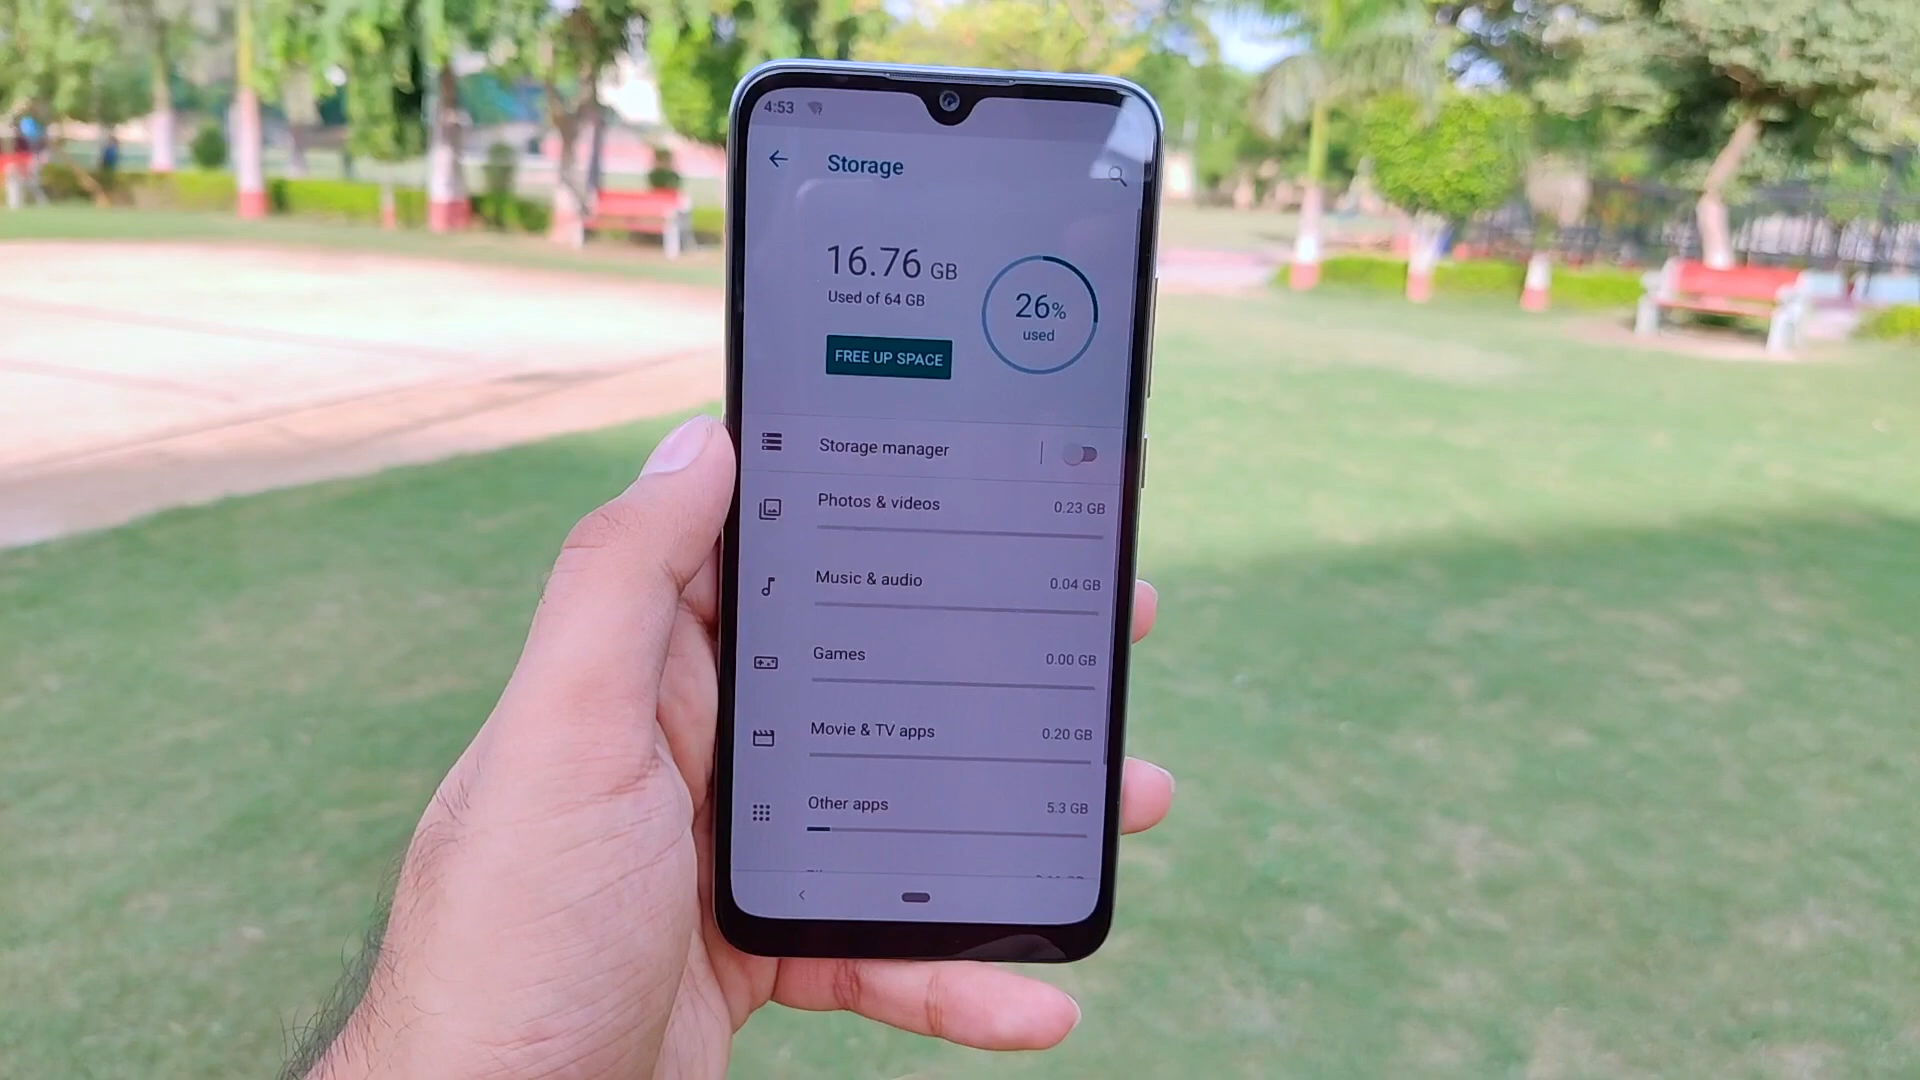 4:53
Storage
16.76 GB
Used of 64 GB
26%
used
FREE UP SPACE
Storage manager
Photos & videos 0.23 GB
Music & audio 0.04 GB
Games 0.00 GB
Movie & TV apps 0.20 GB
Other apps 5.3 GB